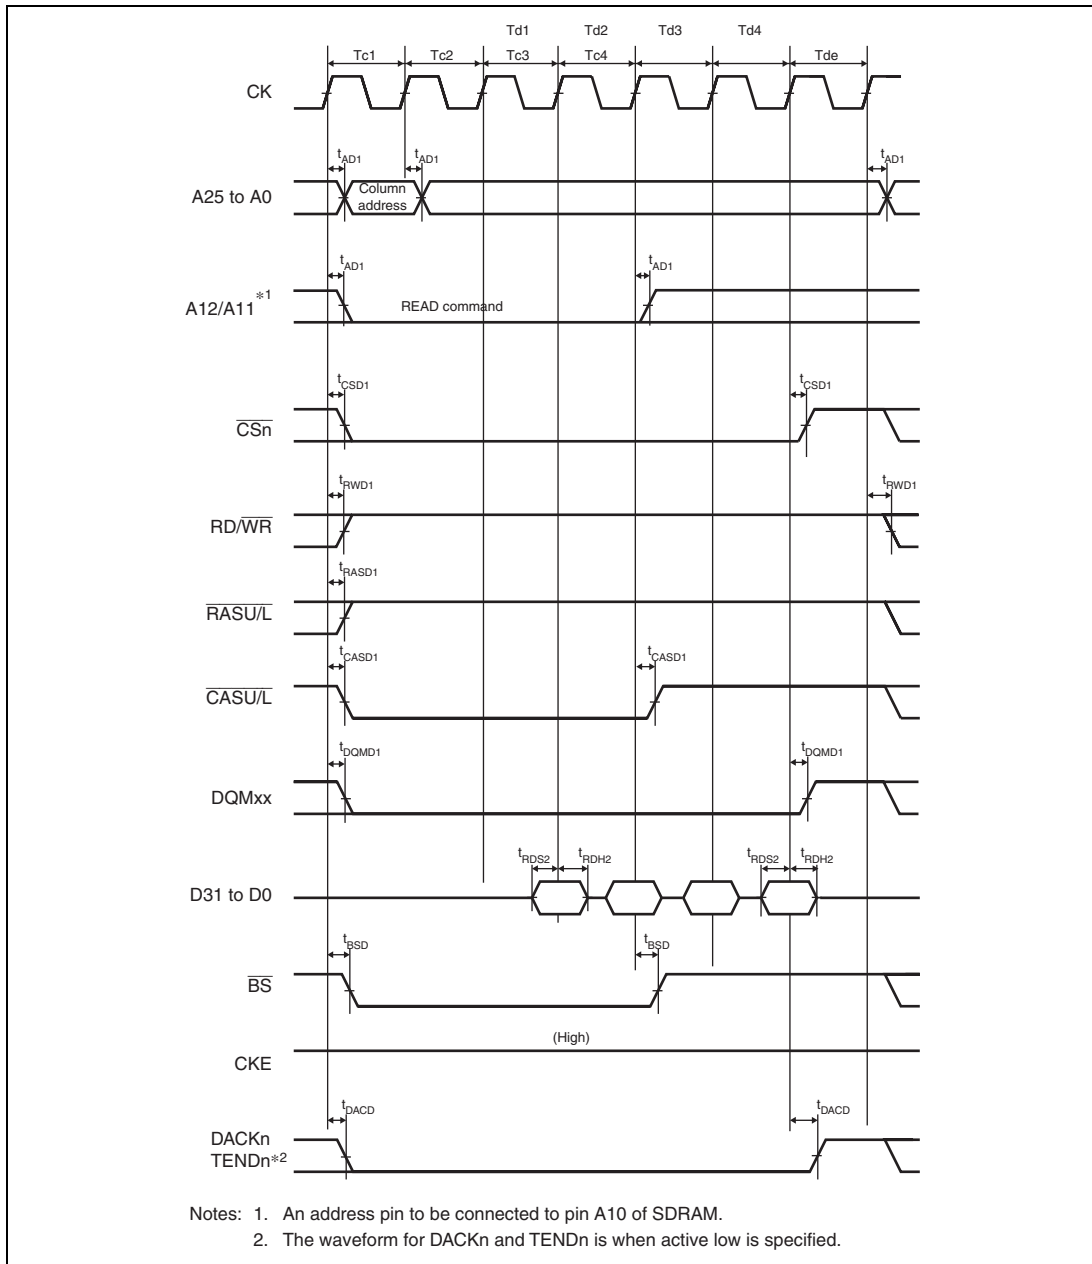 Td1 Td2 Td3 Td4
Tc1 Tc2 Tc3 Tc4 Tde
CK
tAD1 tAD1 tAD1
A25 to A0
Column
address
tAD1 tAD1
A12/A11*1
READ command
tCSD1 tCSD1
CSn
tRWD1 tRWD1
RD/WR
tRASD1
RASU/L
tCASD1 tCASD1
CASU/L
tDQMD1 tDQMD1
DQMxx
tRDS2 tRDH2 tRDS2 tRDH2
D31 to D0
tBSD tBSD
BS
(High)
CKE
tDACD tDACD
DACKn
TENDn*2
Notes: 1. An address pin to be connected to pin A10 of SDRAM.
2. The waveform for DACKn and TENDn is when active low is specified.